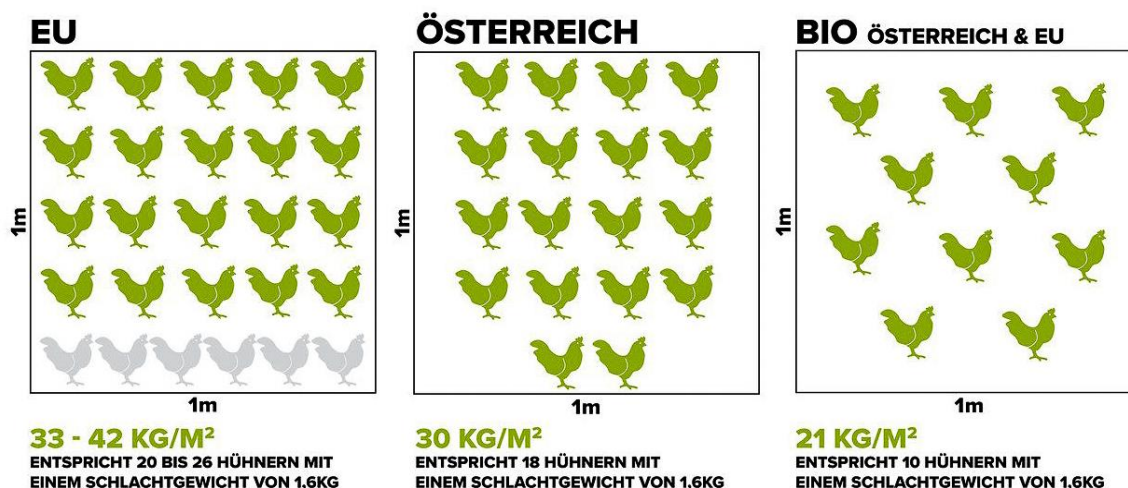 EU
1m
1m
33 - 42 KG/M²
ENTSPRICHT 20 BIS 26 HÜHNERN MIT
EINEM SCHLACHTGEWICHT VON 1,6KG
ÖSTERREICH
1m
1m
30 KG/M²
ENTSPRICHT 18 HÜHNERN MIT
EINEM SCHLACHTGEWICHT VON 1,6KG
BIO ÖSTERREICH & EU
1m
1m
21 KG/M²
ENTSPRICHT 10 HÜHNERN MIT
EINEM SCHLACHTGEWICHT VON 1,6KG